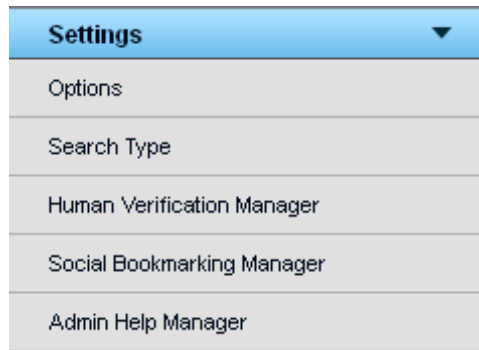 Settings
Options
Search Type
Human Verification Manager
Social Bookmarking Manager
Admin Help Manager